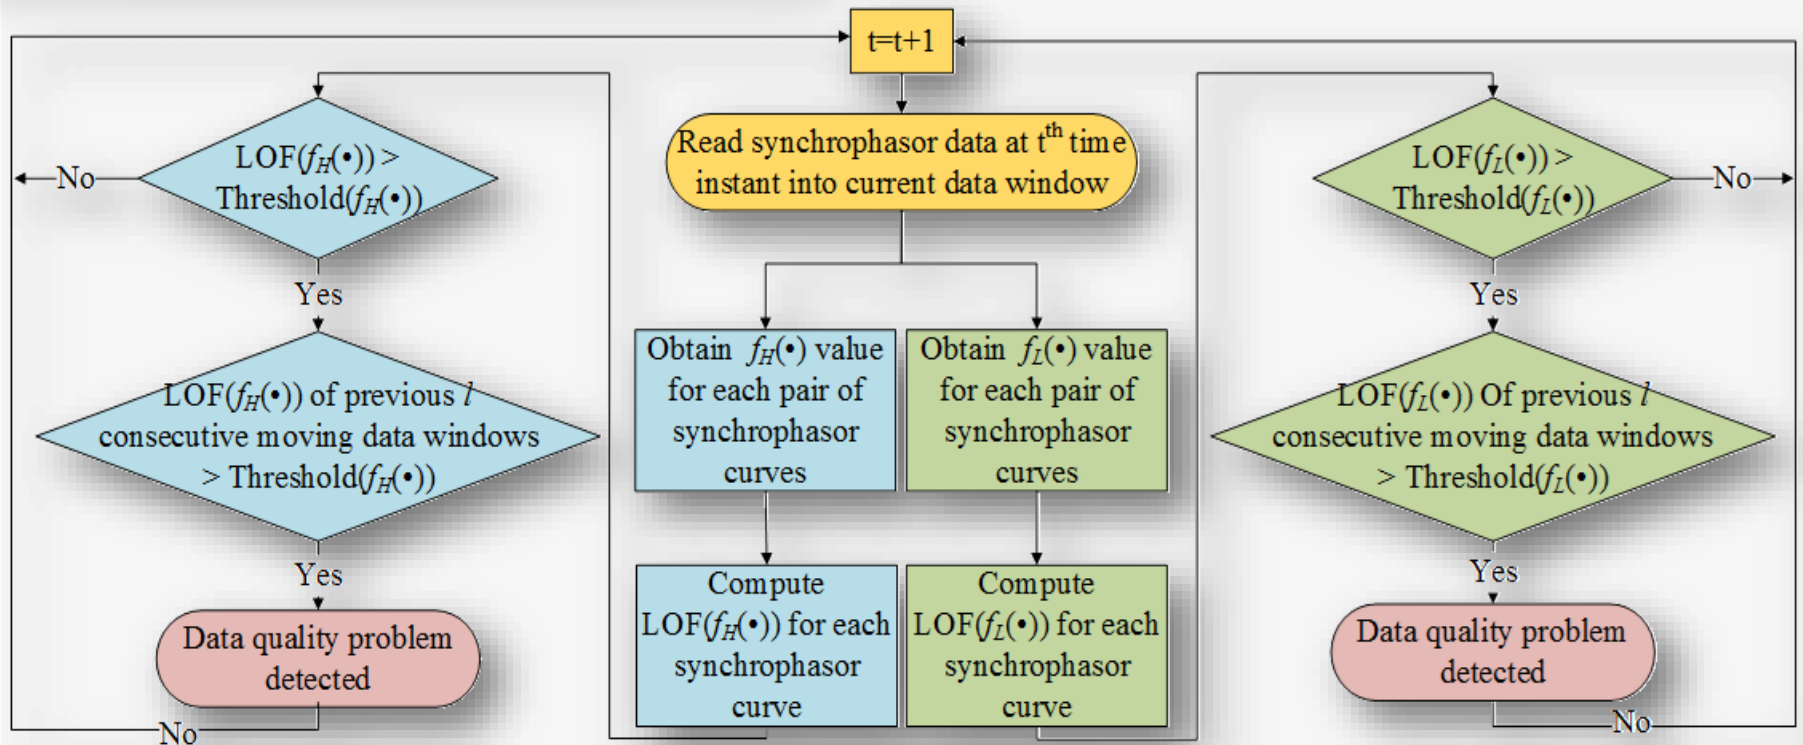 t=t+1
Read synchrophasor data at tth time
instant into current data window
LOF(fH(•)) >
Threshold(fH(•))
No
Yes
LOF(fH(•)) of previous l
consecutive moving data windows
> Threshold(fH(•))
Yes
Data quality problem
detected
No
Obtain fH(•) value
for each pair of
synchrophasor
curves
Compute
LOF(fH(•)) for each
synchrophasor
curve
Obtain fL(•) value
for each pair of
synchrophasor
curves
Compute
LOF(fL(•)) for each
synchrophasor
curve
LOF(fL(•)) >
Threshold(fL(•))
No
Yes
LOF(fL(•)) Of previous l
consecutive moving data windows
> Threshold(fL(•))
Yes
Data quality problem
detected
No